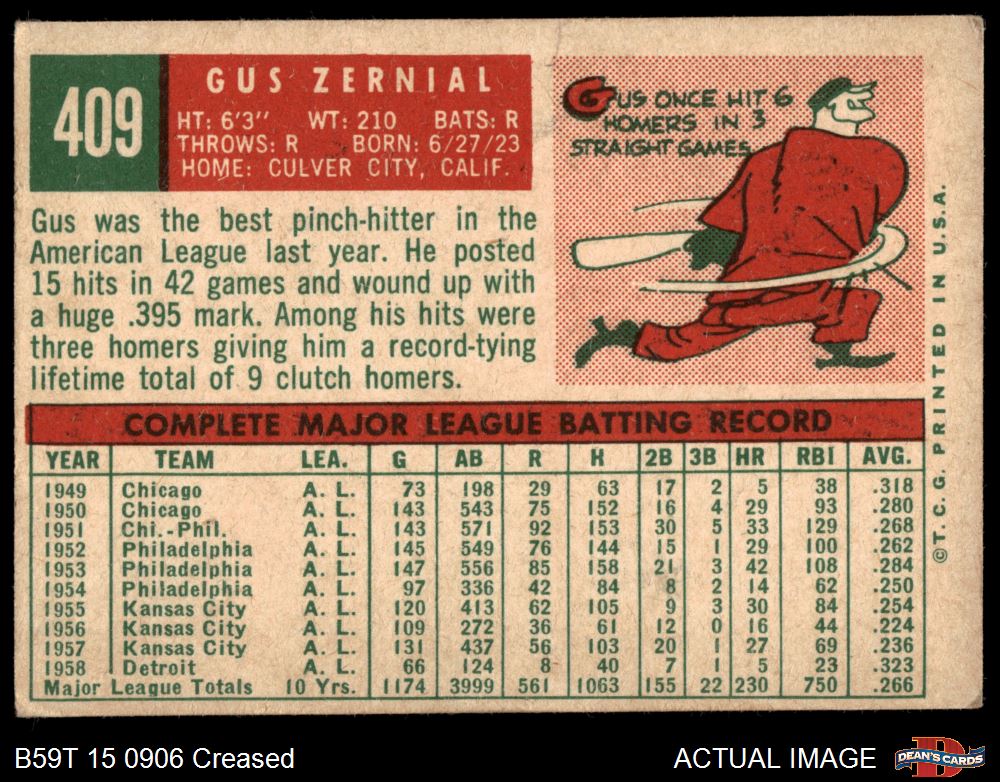 409
GUS ZERNIAL
HT: 6'3" WT: 210 BATS: R
THROWS: R BORN: 6/27/23
HOME: CULVER CITY, CALIF.
GUS ONCE HIT 6
HOMERS IN 3
STRAIGHT GAMES
Gus was the best pinch-hitter in the
American League last year. He posted
15 hits in 42 games and wound up with
a huge .395 mark. Among his hits were
three homers giving him a record-tying
lifetime total of 9 clutch homers.
COMPLETE MAJOR LEAGUE BATTING RECORD
YEAR TEAM LEA. G AB R H 2B 3B HR RBI AVG.
1949 Chicago A. L. 73 198 29 63 17 2 5 38 .318
1950 Chicago A. L. 143 543 75 152 16 4 29 93 .280
1951 Chi.-Phil. A. L. 143 571 92 153 30 5 33 129 .268
1952 Philadelphia A. L. 145 549 76 144 15 1 29 100 .262
1953 Philadelphia A. L. 147 556 85 158 21 3 42 108 .284
1954 Philadelphia A. L. 97 336 42 84 8 2 14 62 .250
1955 Kansas City A. L. 120 413 62 105 9 3 30 84 .254
1956 Kansas City A. L. 109 272 36 61 12 0 16 44 .224
1957 Kansas City A. L. 131 437 56 103 20 1 27 69 .236
1958 Detroit A. L. 66 124 8 40 7 1 5 23 .323
Major League Totals 10 Yrs. 1174 3999 561 1063 155 22 230 750 .266
©T. C. G. PRINTED IN U.S.A.
B59T 15 0906 Creased
ACTUAL IMAGE
D
DEAN'S CARDS